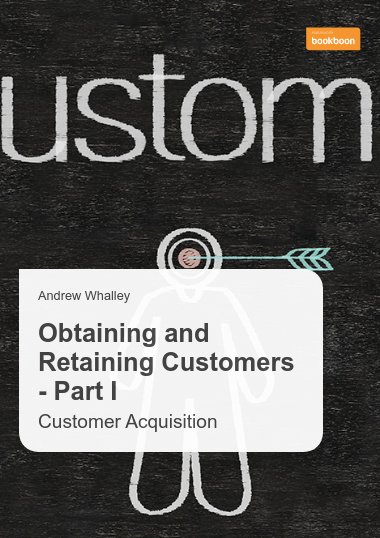 bookboon
ustom
Andrew Whalley
Obtaining and
Retaining Customers
- Part I
Customer Acquisition